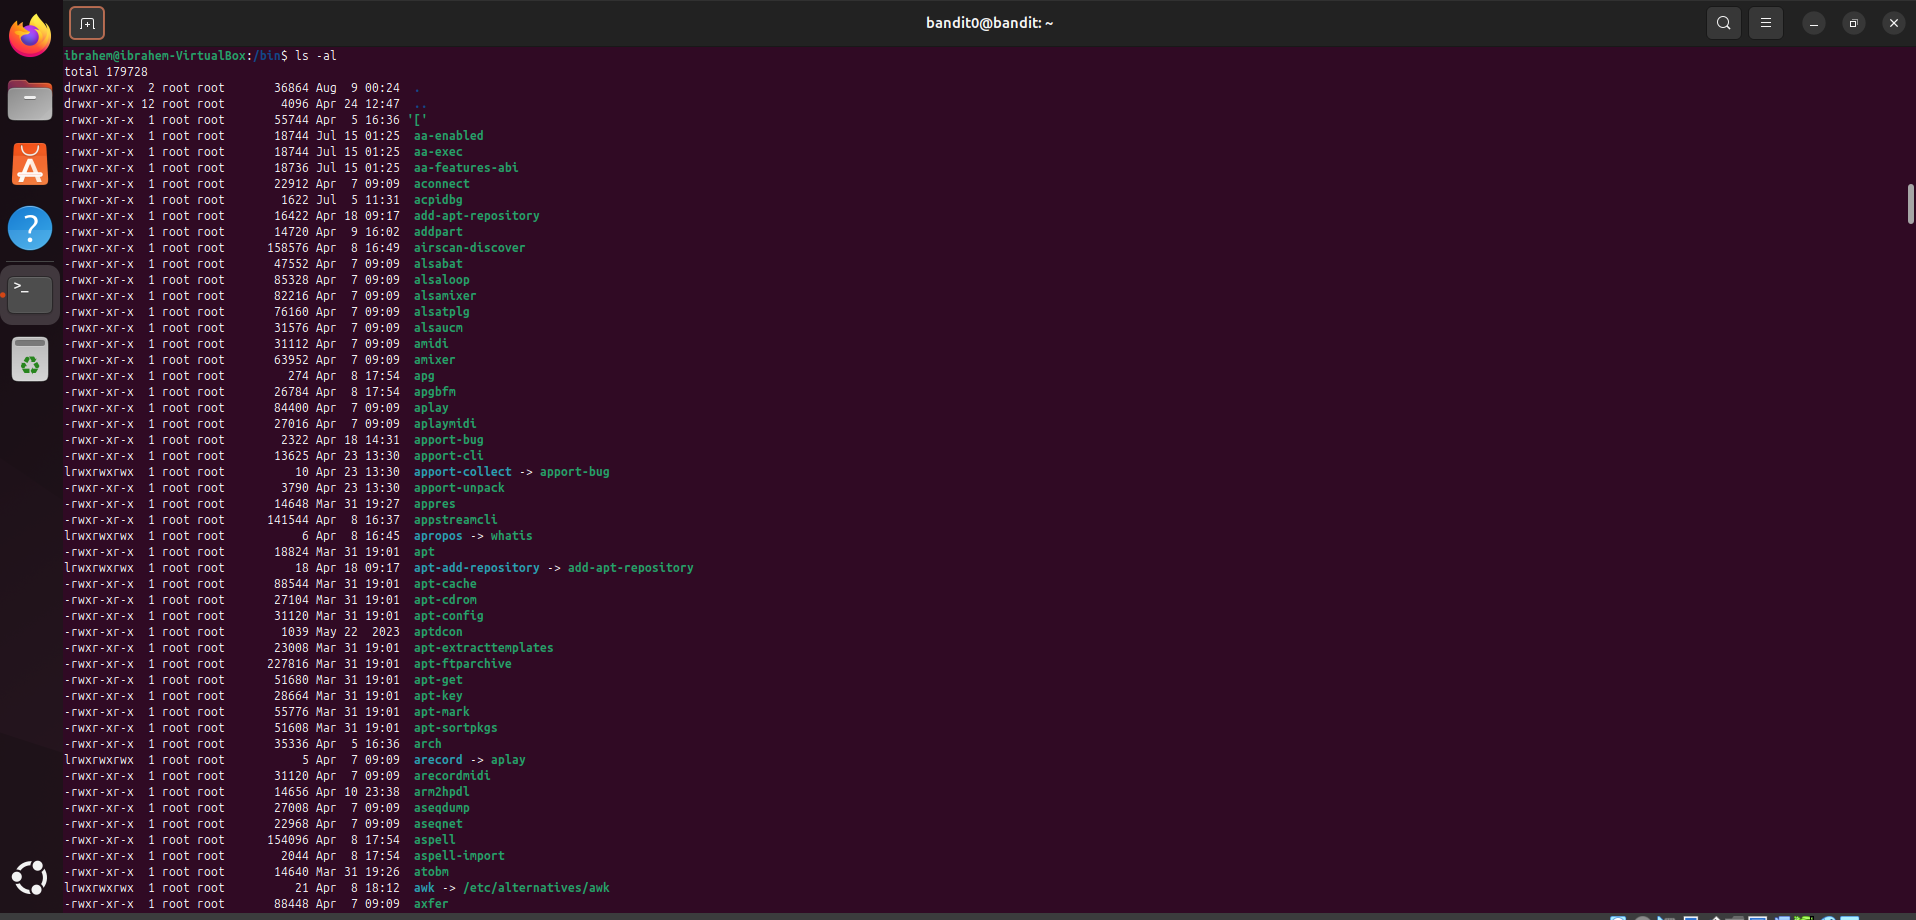 bandit0@bandit: ~
ibrahem@ibrahem-VirtualBox:/bin$ ls -al
total 179728
drwxr-xr-x  2 root root       36864 Aug  9 00:24  .
drwxr-xr-x 12 root root        4096 Apr 24 12:47  ..
-rwxr-xr-x  1 root root       55744 Apr  5 16:36 '['
-rwxr-xr-x  1 root root       18744 Jul 15 01:25  aa-enabled
-rwxr-xr-x  1 root root       18744 Jul 15 01:25  aa-exec
-rwxr-xr-x  1 root root       18736 Jul 15 01:25  aa-features-abi
-rwxr-xr-x  1 root root       22912 Apr  7 09:09  aconnect
-rwxr-xr-x  1 root root        1622 Jul  5 11:31  acpidbg
-rwxr-xr-x  1 root root       16422 Apr 18 09:17  add-apt-repository
-rwxr-xr-x  1 root root       14720 Apr  9 16:02  addpart
-rwxr-xr-x  1 root root      158576 Apr  8 16:49  airscan-discover
-rwxr-xr-x  1 root root       47552 Apr  7 09:09  alsabat
-rwxr-xr-x  1 root root       85328 Apr  7 09:09  alsaloop
-rwxr-xr-x  1 root root       82216 Apr  7 09:09  alsamixer
-rwxr-xr-x  1 root root       76160 Apr  7 09:09  alsatplg
-rwxr-xr-x  1 root root       31576 Apr  7 09:09  alsaucm
-rwxr-xr-x  1 root root       31112 Apr  7 09:09  amidi
-rwxr-xr-x  1 root root       63952 Apr  7 09:09  amixer
-rwxr-xr-x  1 root root         274 Apr  8 17:54  apg
-rwxr-xr-x  1 root root       26784 Apr  8 17:54  apgbfm
-rwxr-xr-x  1 root root       84400 Apr  7 09:09  aplay
-rwxr-xr-x  1 root root       27016 Apr  7 09:09  aplaymidi
-rwxr-xr-x  1 root root        2322 Apr 18 14:31  apport-bug
-rwxr-xr-x  1 root root       13625 Apr 23 13:30  apport-cli
lrwxrwxrwx  1 root root          10 Apr 23 13:30  apport-collect -> apport-bug
-rwxr-xr-x  1 root root        3790 Apr 23 13:30  apport-unpack
-rwxr-xr-x  1 root root       14648 Mar 31 19:27  appres
-rwxr-xr-x  1 root root      141544 Apr  8 16:37  appstreamcli
lrwxrwxrwx  1 root root           6 Apr  8 16:45  apropos -> whatis
-rwxr-xr-x  1 root root       18824 Mar 31 19:01  apt
lrwxrwxrwx  1 root root          18 Apr 18 09:17  apt-add-repository -> add-apt-repository
-rwxr-xr-x  1 root root       88544 Mar 31 19:01  apt-cache
-rwxr-xr-x  1 root root       27104 Mar 31 19:01  apt-cdrom
-rwxr-xr-x  1 root root       31120 Mar 31 19:01  apt-config
-rwxr-xr-x  1 root root        1039 May 22  2023  aptdcon
-rwxr-xr-x  1 root root       23008 Mar 31 19:01  apt-extracttemplates
-rwxr-xr-x  1 root root      227816 Mar 31 19:01  apt-ftparchive
-rwxr-xr-x  1 root root       51680 Mar 31 19:01  apt-get
-rwxr-xr-x  1 root root       28664 Mar 31 19:01  apt-key
-rwxr-xr-x  1 root root       55776 Mar 31 19:01  apt-mark
-rwxr-xr-x  1 root root       51608 Mar 31 19:01  apt-sortpkgs
-rwxr-xr-x  1 root root       35336 Apr  5 16:36  arch
lrwxrwxrwx  1 root root           5 Apr  7 09:09  arecord -> aplay
-rwxr-xr-x  1 root root       31120 Apr  7 09:09  arecordmidi
-rwxr-xr-x  1 root root       14656 Apr 10 23:38  arm2hpdl
-rwxr-xr-x  1 root root       27008 Apr  7 09:09  aseqdump
-rwxr-xr-x  1 root root       22968 Apr  7 09:09  aseqnet
-rwxr-xr-x  1 root root      154096 Apr  8 17:54  aspell
-rwxr-xr-x  1 root root        2044 Apr  8 17:54  aspell-import
-rwxr-xr-x  1 root root       14640 Mar 31 19:26  atobm
lrwxrwxrwx  1 root root          21 Apr  8 18:12  awk -> /etc/alternatives/awk
-rwxr-xr-x  1 root root       88448 Apr  7 09:09  axfer